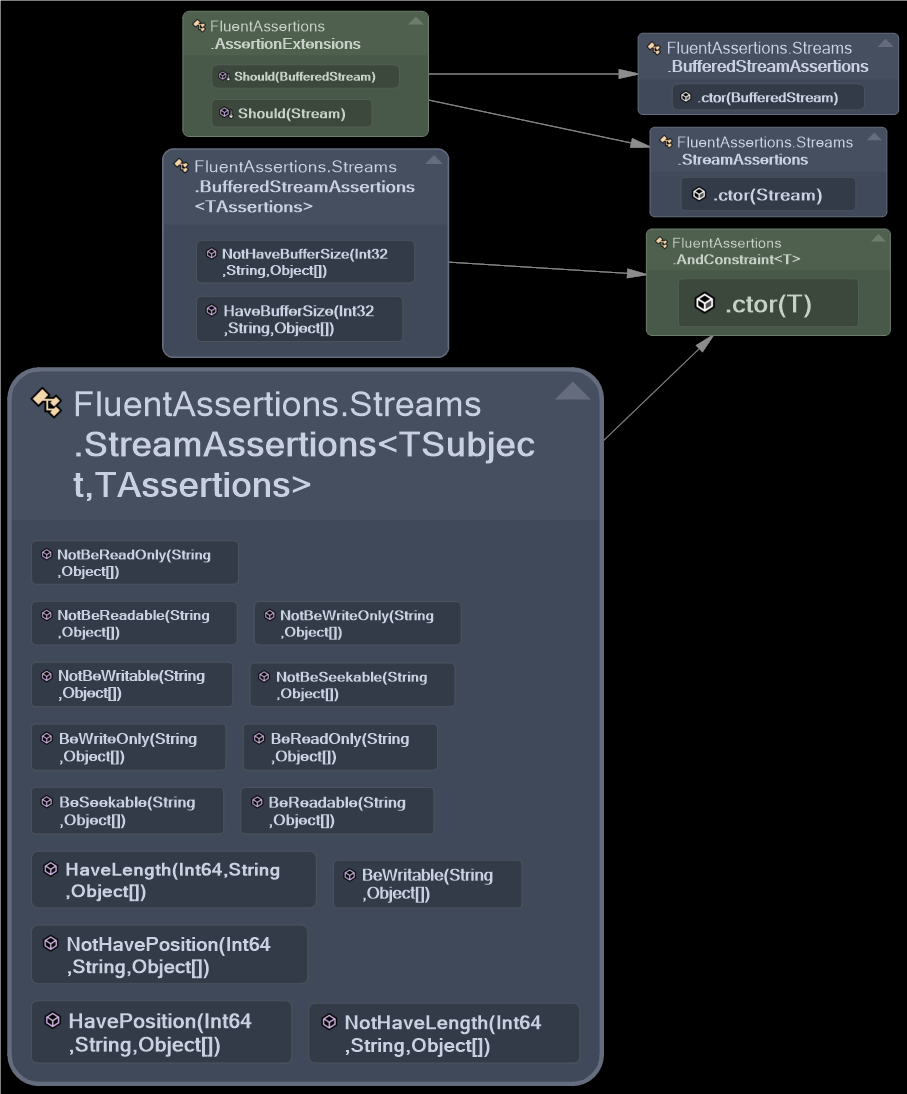 FluentAssertions
.AssertionExtensions
Should(BufferedStream)
Should(Stream)
FluentAssertions.Streams
.BufferedStreamAssertions
.ctor(BufferedStream)
FluentAssertions.Streams
.StreamAssertions
.ctor(Stream)
FluentAssertions.Streams
.BufferedStreamAssertions
<TAssertions>
NotHaveBufferSize(Int32
,String,Object[])
HaveBufferSize(Int32
,String,Object[])
FluentAssertions
.AndConstraint<T>
.ctor(T)
FluentAssertions.Streams
.StreamAssertions<TSubjec
t,TAssertions>
NotBeReadOnly(String
,Object[])
NotBeReadable(String
,Object[])
NotBeWriteOnly(String
,Object[])
NotBeWritable(String
,Object[])
NotBeSeekable(String
,Object[])
BeWriteOnly(String
,Object[])
BeReadOnly(String
,Object[])
BeSeekable(String
,Object[])
BeReadable(String
,Object[])
HaveLength(Int64,String
,Object[])
BeWritable(String
,Object[])
NotHavePosition(Int64
,String,Object[])
HavePosition(Int64
,String,Object[])
NotHaveLength(Int64
,String,Object[])